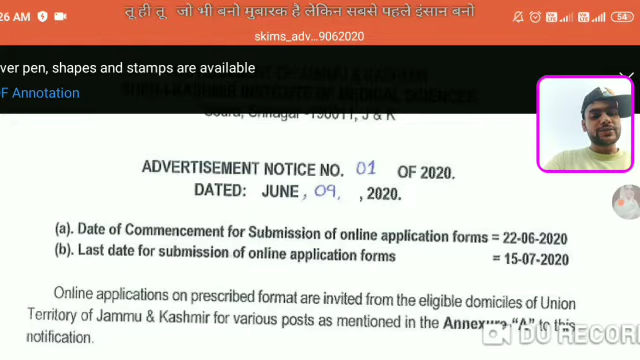 :26 AM
तू ही तू जो भी बनो मुबारक है लेकिन सबसे पहले इंसान बनो
54
skims_adv...9062020
ver pen, shapes and stamps are available
F Annotation
Soura, Srinagar -190011, J & K
ADVERTISEMENT NOTICE NO. 01 OF 2020.
DATED: JUNE, 09, , 2020.
(a). Date of Commencement for Submission of online application forms = 22-06-2020
(b). Last date for submission of online application forms = 15-07-2020
Online applications on prescribed format are invited from the eligible domiciles of Union
Territory of Jammu & Kashmir for various posts as mentioned in the Annexure "A" to this
notification.
DU RECOR